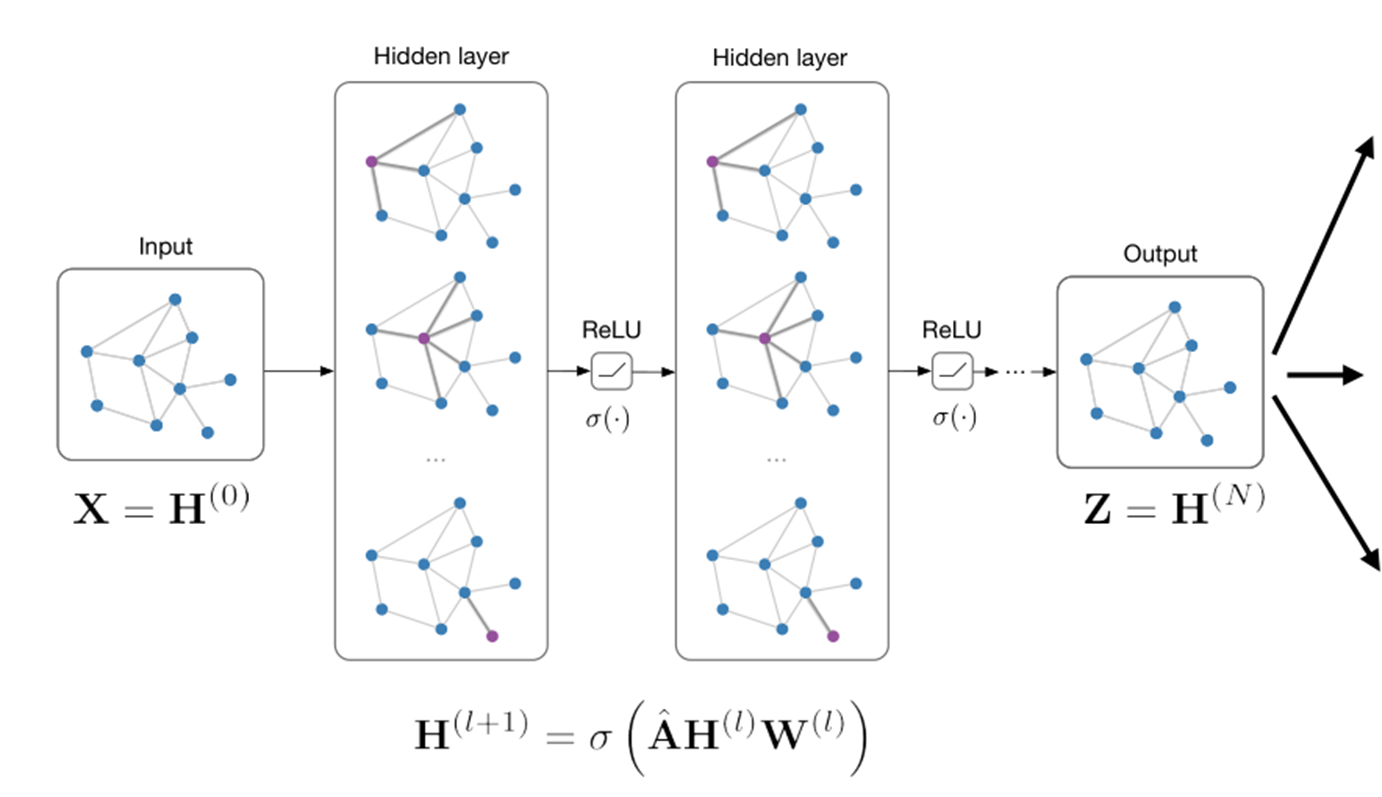 Hidden layer
Hidden layer
Input
Output
ReLU
ReLU
σ(·)
σ(·)
...
...
...
X = H^(0)
Z = H^(N)
H^(l+1) = σ(ÂH^(l)W^(l))